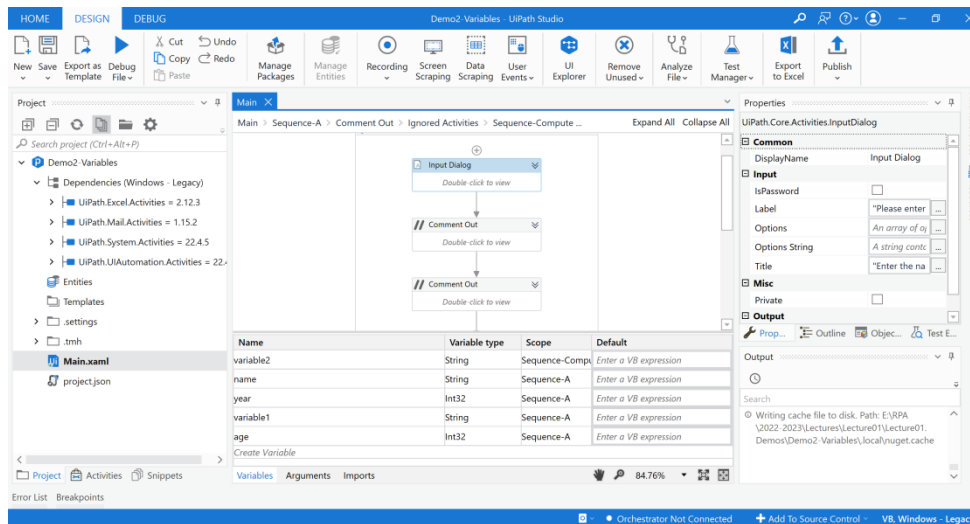 HOME DESIGN DEBUG Demo2-Variables - UiPath Studio
New Save Export as Template Debug File Cut Copy Paste Undo Redo Manage Packages Manage Entities Recording Screen Scraping Data Scraping User Events UI Explorer Remove Unused Analyze File Test Manager Export to Excel Publish
Project
Search project (Ctrl+Alt+P)
Demo2-Variables
Dependencies (Windows - Legacy)
UiPath.Excel.Activities = 2.12.3
UiPath.Mail.Activities = 1.15.2
UiPath.System.Activities = 22.4.5
UiPath.UIAutomation.Activities = 22.
Entities
Templates
.settings
.tmh
Main.xaml
project.json
Project Activities Snippets
Main
Main > Sequence-A > Comment Out > Ignored Activities > Sequence-Compute ... Expand All Collapse All
Input Dialog
Double-click to view
Comment Out
Double-click to view
Comment Out
Double-click to view
Name Variable type Scope Default
variable2 String Sequence-Compu Enter a VB expression
name String Sequence-A Enter a VB expression
year Int32 Sequence-A Enter a VB expression
variable1 String Sequence-A Enter a VB expression
age Int32 Sequence-A Enter a VB expression
Create Variable
Variables Arguments Imports 84.76%
Properties
UiPath.Core.Activities.InputDialog
Common
DisplayName Input Dialog
Input
IsPassword
Label "Please enter ...
Options An array of o ...
Options String A string conte ...
Title "Enter the na ...
Misc
Private
Output
Prop... Outline Objec... Test E...
Output
Search
Writing cache file to disk. Path: E:\RPA
\2022-2023\Lectures\Lecture01\Lecture01.
Demos\Demo2-Variables\.local\nuget.cache
Error List Breakpoints
Orchestrator Not Connected Add To Source Control VB, Windows - Legac